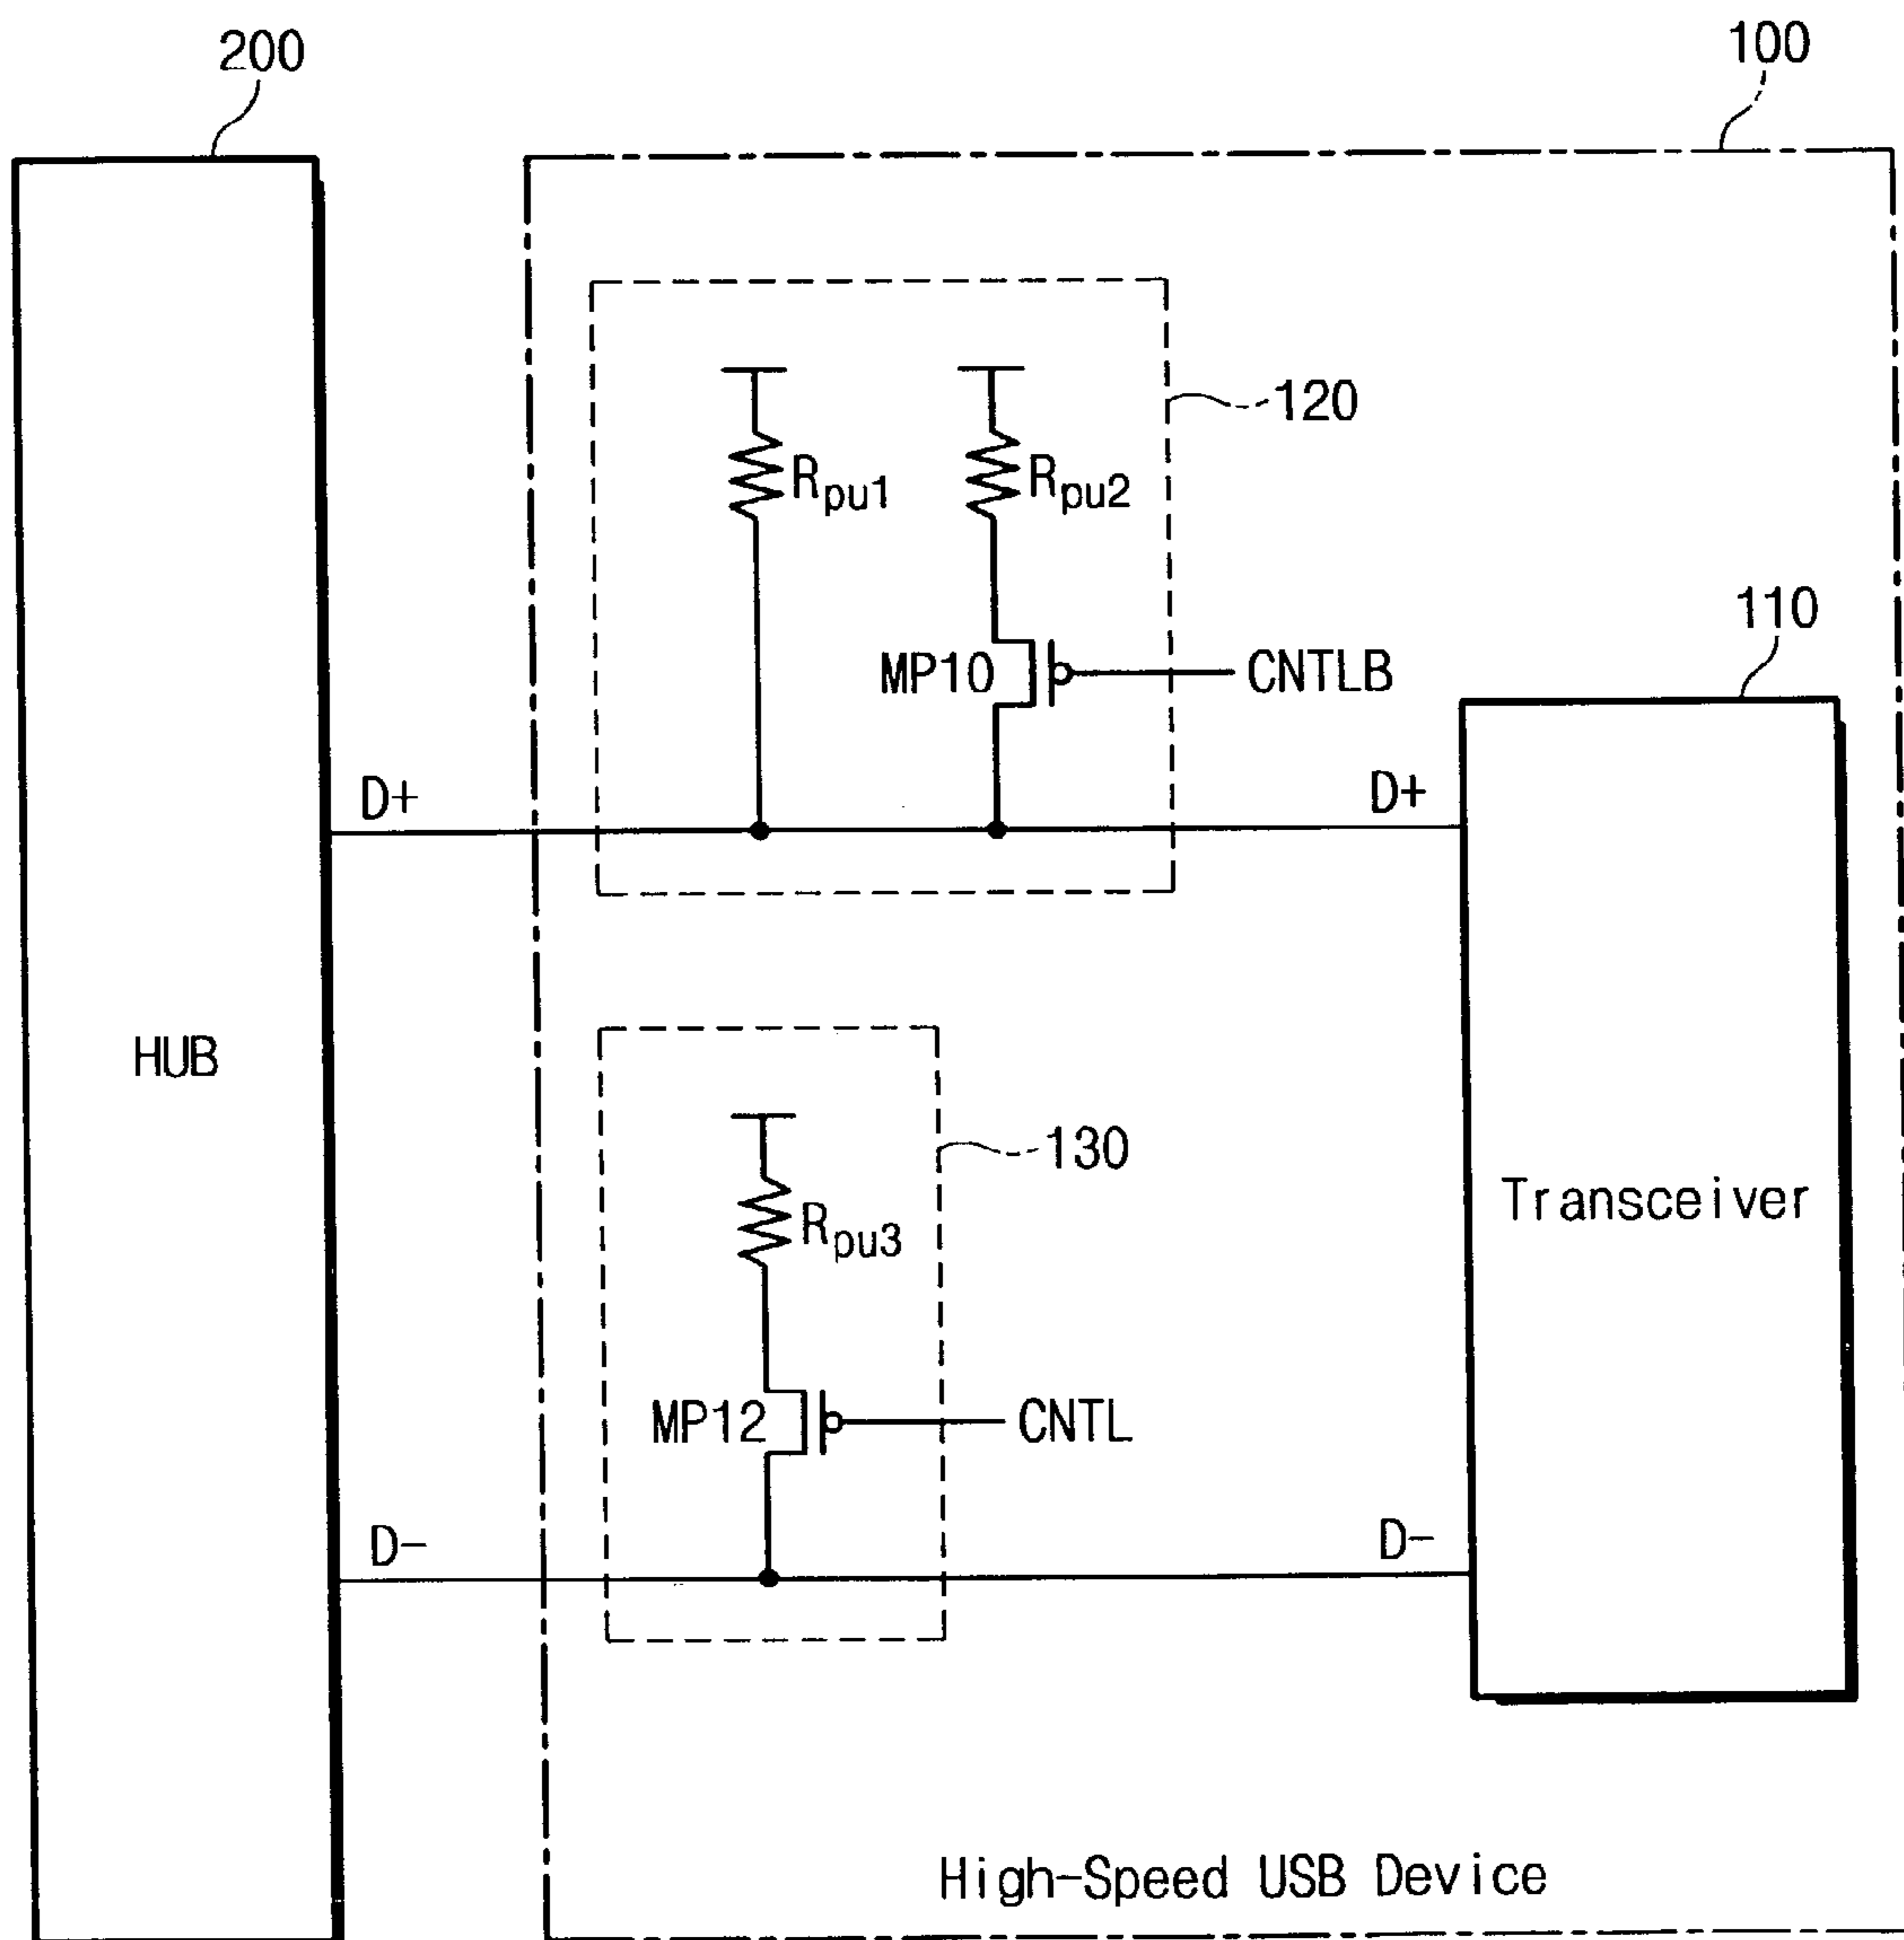 200
100
120
Rpu1
Rpu2
110
MP10
CNTLB
D+
D+
HUB
130
Transceiver
Rpu3
MP12
CNTL
D-
D-
High-Speed USB Device